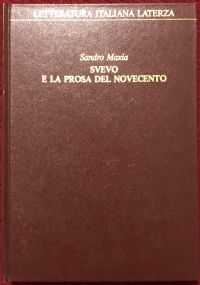 LETTERATURA ITALIANA LATERZA
Sandro Maxia
SVEVO
E LA PROSA DEL NOVECENTO